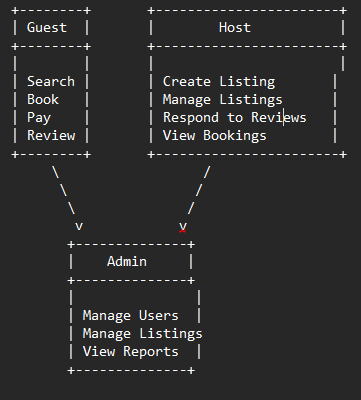 +--------+       +-----------------------+
| Guest  |       |        Host           |
+--------+       +-----------------------+
|        |       |                       |
| Search |       | Create Listing       |
| Book   |       | Manage Listings      |
| Pay    |       | Respond to Reviews   |
| Review |       | View Bookings        |
+--------+       +-----------------------+
     \                  /
      \                /
       \              /
        v            v
       +--------------+
       |    Admin     |
       +--------------+
       |               |
       | Manage Users  |
       | Manage Listings
       | View Reports  |
       +--------------+